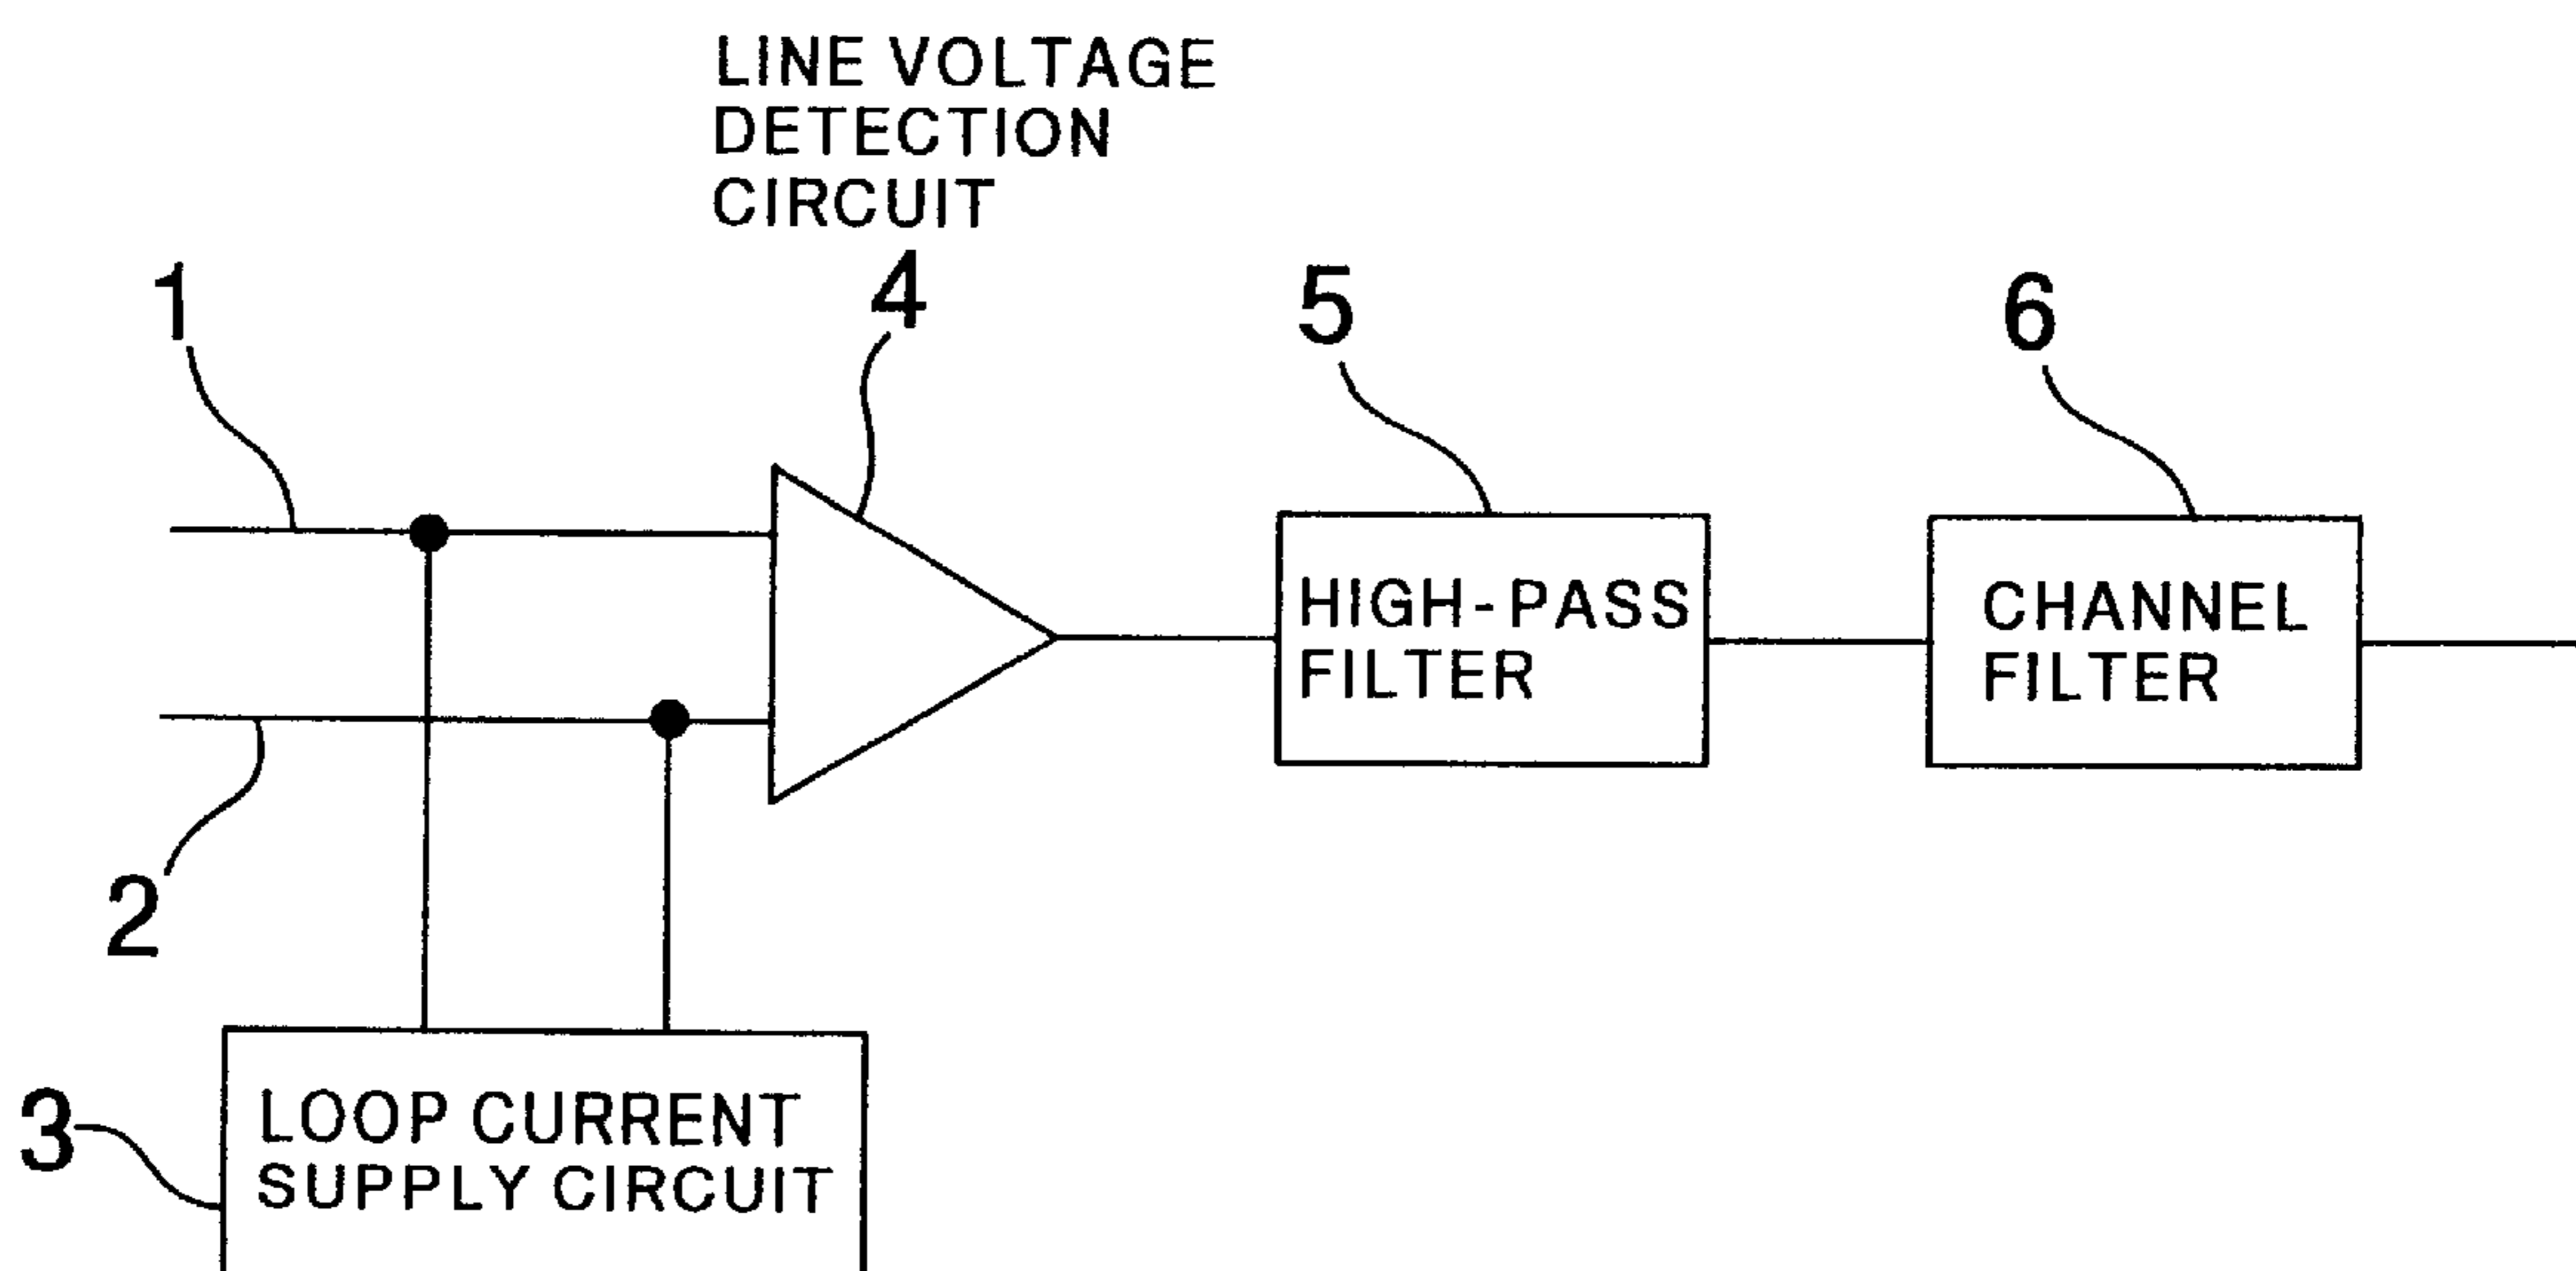 LINE VOLTAGE
DETECTION
CIRCUIT
4
1
5
6
HIGH-PASS
FILTER
CHANNEL
FILTER
2
3
LOOP CURRENT
SUPPLY CIRCUIT